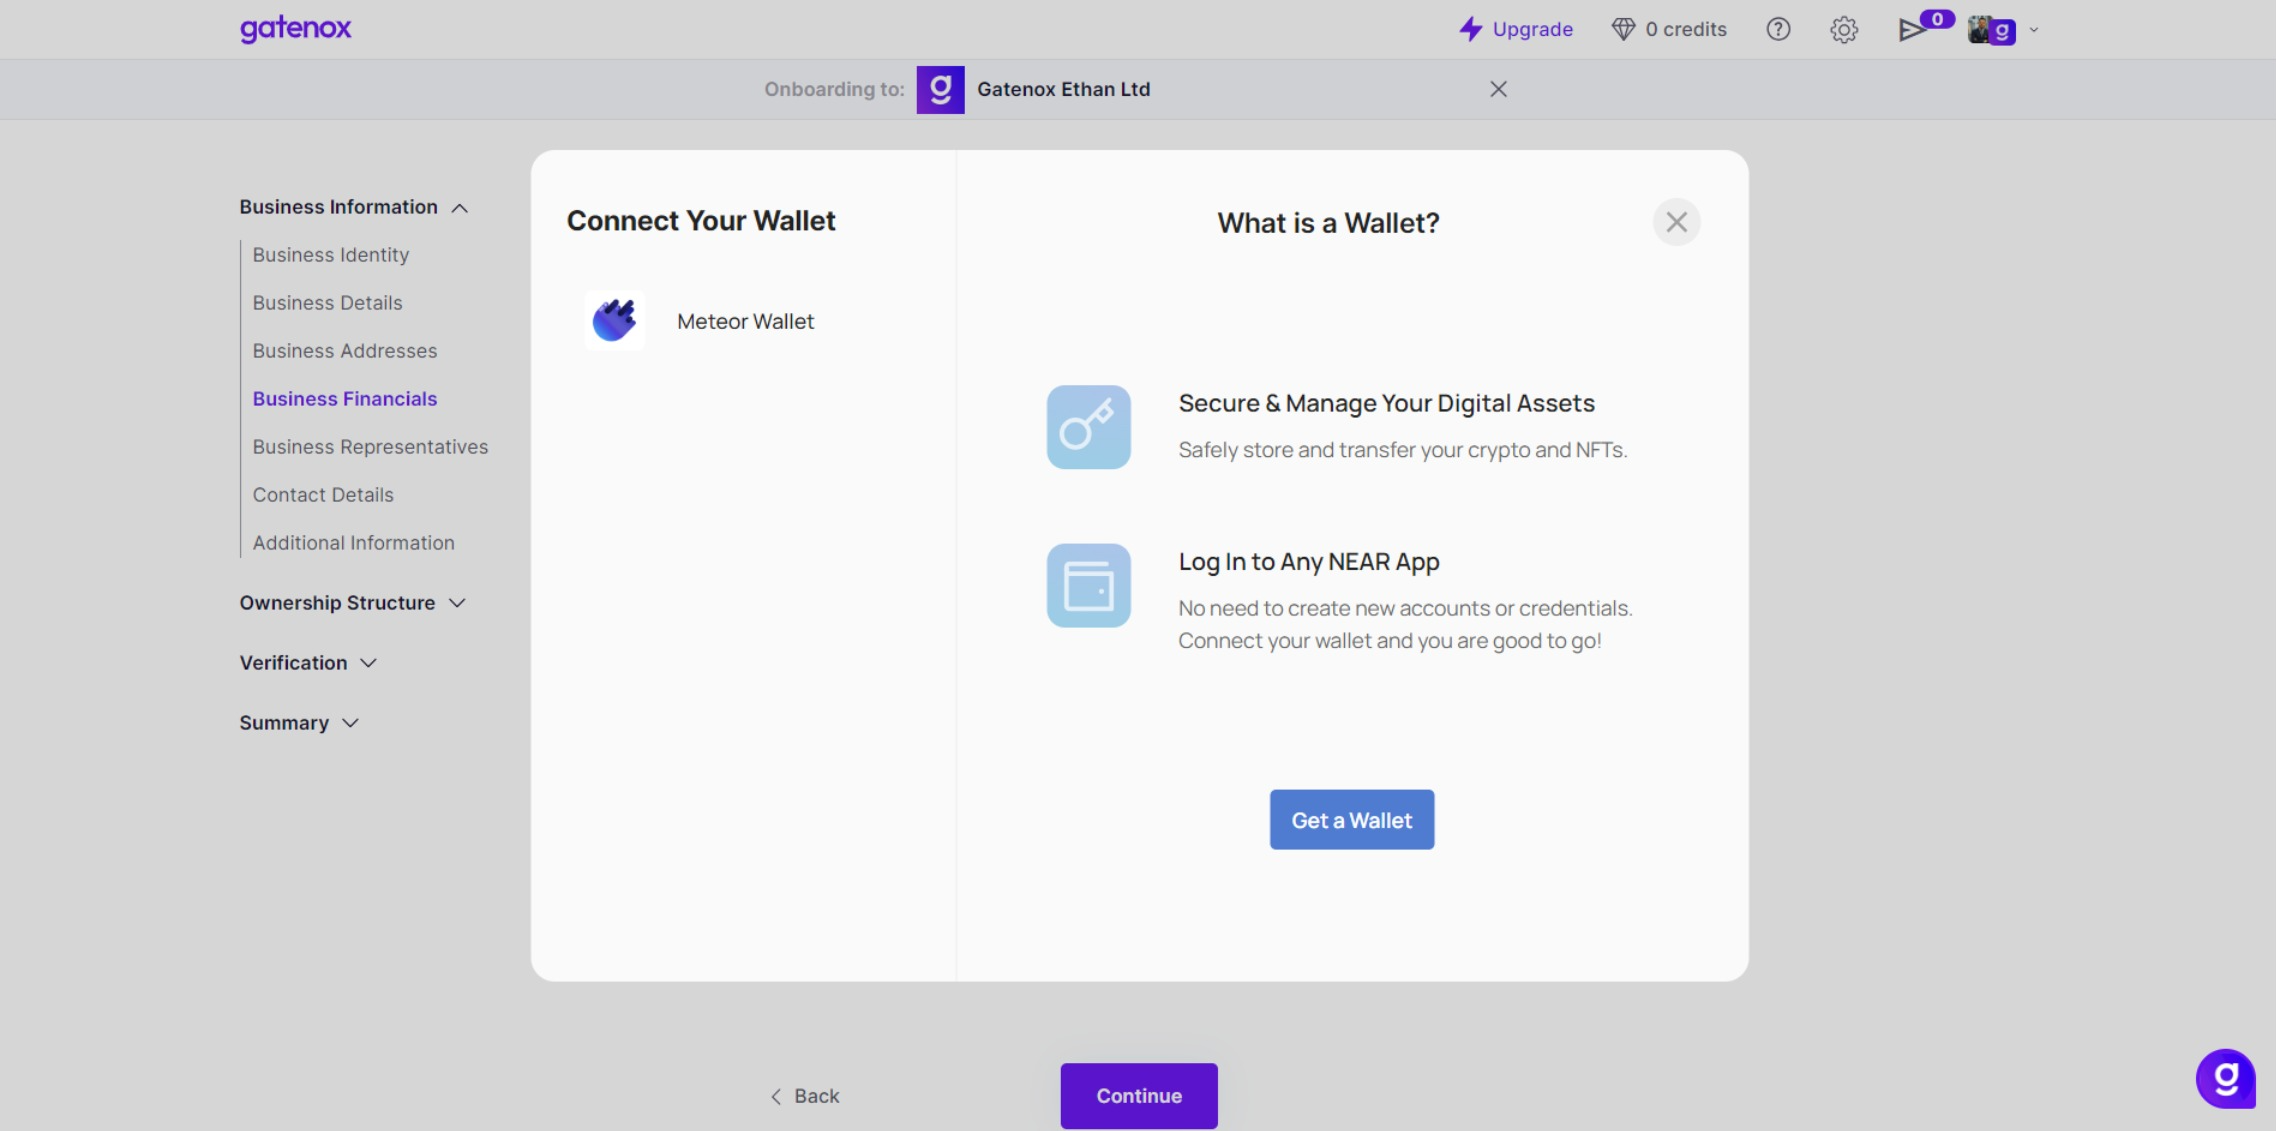 gatenox
Upgrade
0 credits
0
g
Onboarding to:
g
Gatenox Ethan Ltd
Business Information
Business Identity
Business Details
Business Addresses
Business Financials
Business Representatives
Contact Details
Additional Information
Ownership Structure
Verification
Summary
Connect Your Wallet
Meteor Wallet
What is a Wallet?
Secure & Manage Your Digital Assets
Safely store and transfer your crypto and NFTs.
Log In to Any NEAR App
No need to create new accounts or credentials.
Connect your wallet and you are good to go!
Get a Wallet
Back
Continue
g